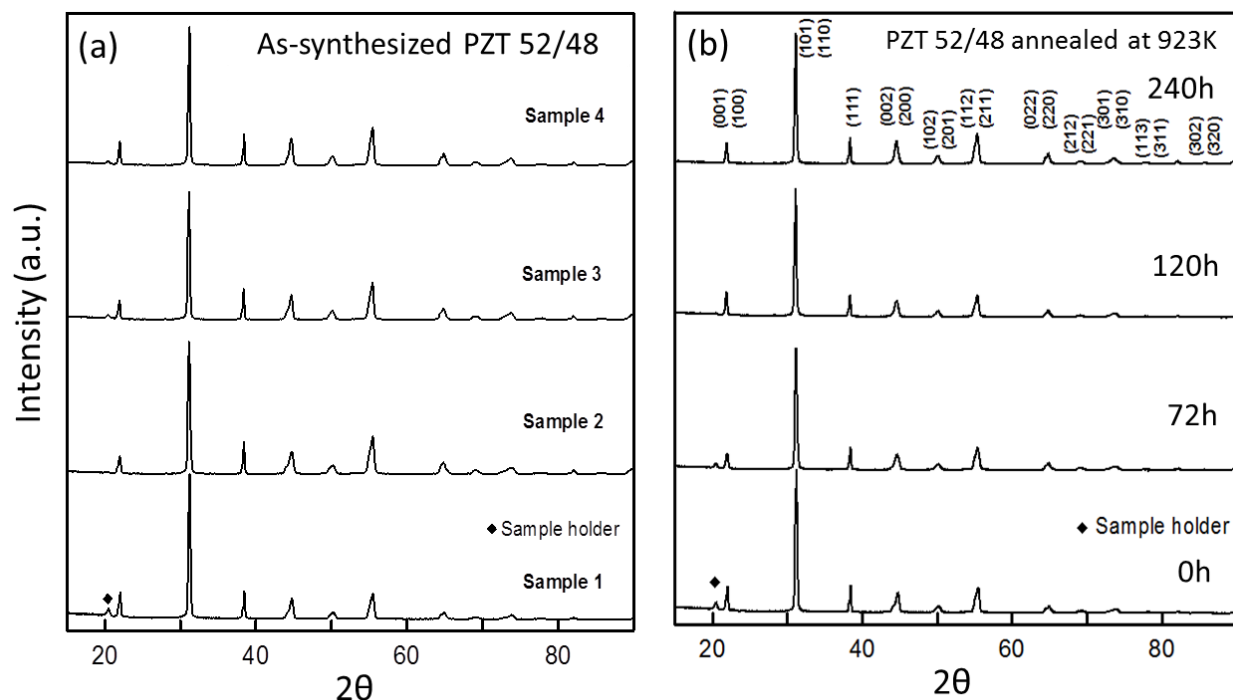 (a) As-synthesized PZT 52/48
Sample 4
Sample 3
Sample 2
◆ Sample holder
Sample 1
◆
20 40 60 80
2θ
Intensity (a.u.)
(b) PZT 52/48 annealed at 923K
240h
(001)
(100)
(101)
(110)
(111)
(002)
(200)
(102)
(201)
(112)
(211)
(022)
(220)
(212)
(221)
(301)
(310)
(113)
(311)
(302)
(320)
120h
72h
◆ Sample holder
0h
◆
20 40 60 80
2θ